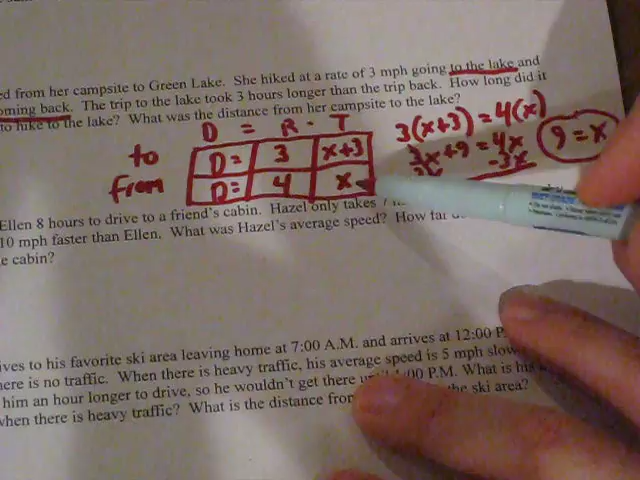 ed from her campsite to Green Lake. She hiked at a rate of 3 mph going to the lake and
oming back. The trip to the lake took 3 hours longer than the trip back. How long did it
to hike to the lake? What was the distance from her campsite to the lake?
D = R · T
to D= 3 x+3
from D= 4 x
3(x+3) = 4(x)
3x+9 = 4x
-3x
9 = x
Ellen 8 hours to drive to a friend's cabin. Hazel only takes 7
10 mph faster than Ellen. What was Hazel's average speed? How far
e cabin?
ives to his favorite ski area leaving home at 7:00 A.M. and arrives at 12:00 P.
here is no traffic. When there is heavy traffic, his average speed is 5 mph slow
him an hour longer to drive, so he wouldn't get there until :00 P.M. What is his
when there is heavy traffic? What is the distance from the ski area?